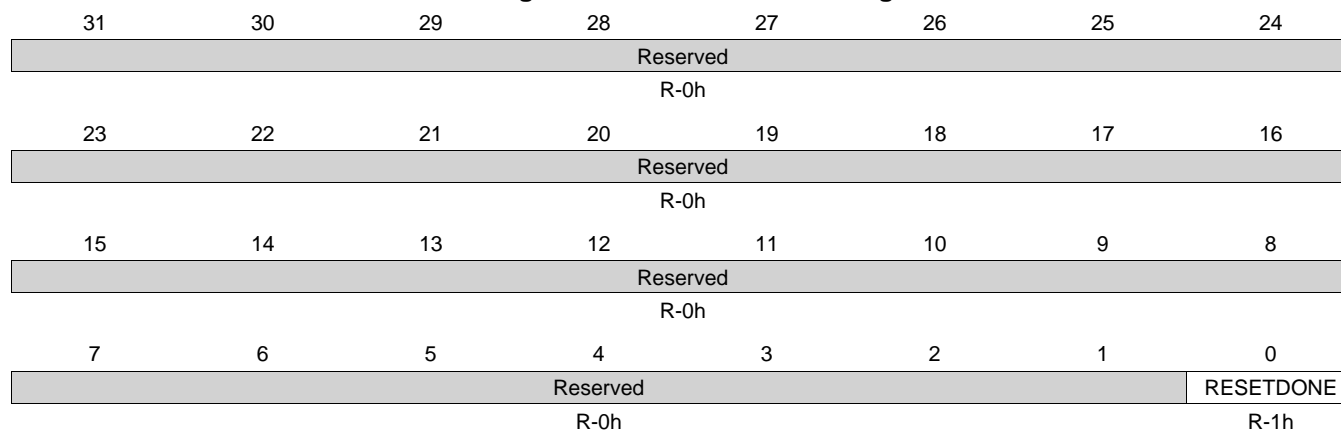 31 30 29 28 27 26 25 24
Reserved
R-0h
23 22 21 20 19 18 17 16
Reserved
R-0h
15 14 13 12 11 10 9 8
Reserved
R-0h
7 6 5 4 3 2 1 0
Reserved RESETDONE
R-0h R-1h